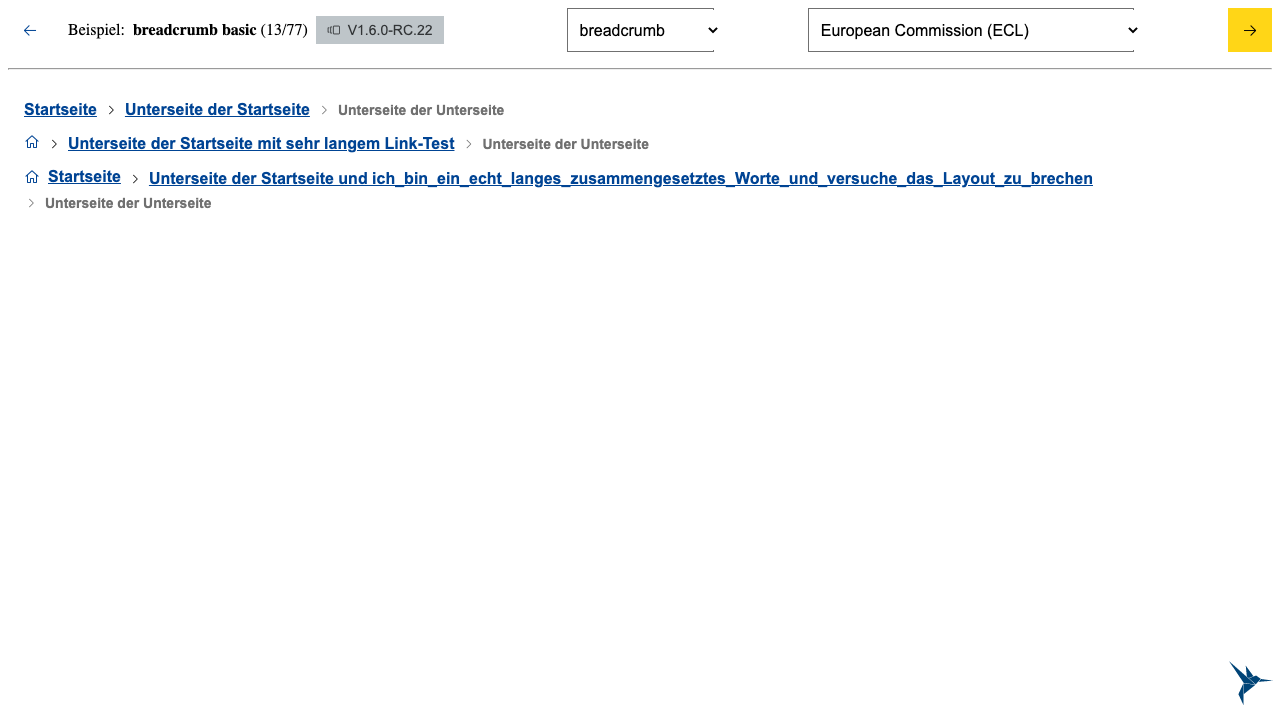 Beispiel: breadcrumb basic (13/77) V1.6.0-RC.22 breadcrumb European Commission (ECL)
Startseite Unterseite der Startseite Unterseite der Unterseite
Unterseite der Startseite mit sehr langem Link-Test Unterseite der Unterseite
Startseite Unterseite der Startseite und ich_bin_ein_echt_langes_zusammengesetztes_Worte_und_versuche_das_Layout_zu_brechen
Unterseite der Unterseite